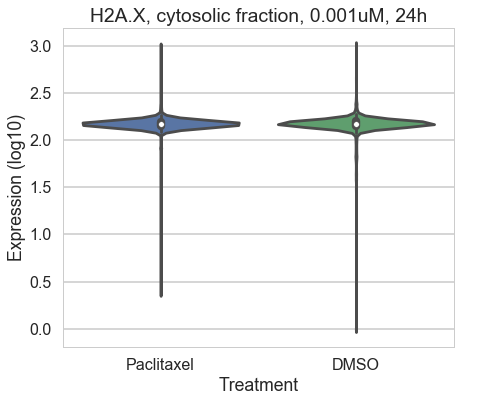 H2A.X, cytosolic fraction, 0.001uM, 24h
Expression (log10)
3.0
2.5
2.0
1.5
1.0
0.5
0.0
Paclitaxel
DMSO
Treatment